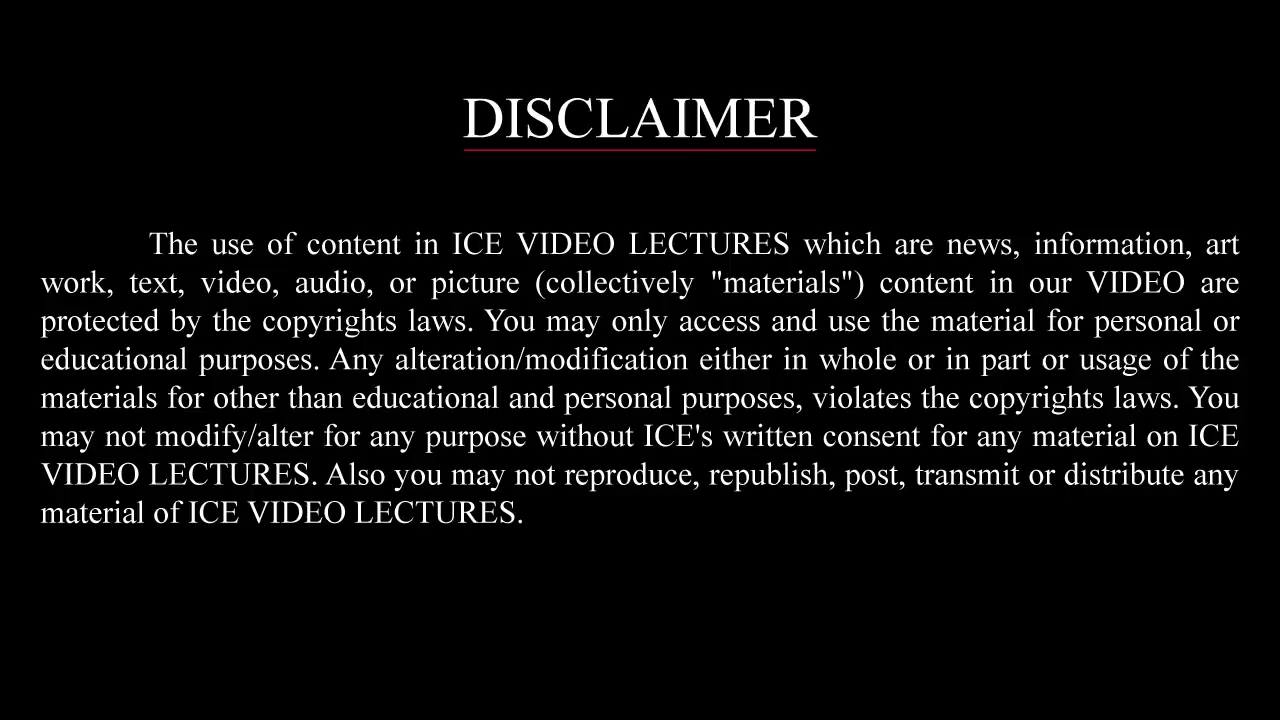 DISCLAIMER
The use of content in ICE VIDEO LECTURES which are news, information, art
work, text, video, audio, or picture (collectively "materials") content in our VIDEO are
protected by the copyrights laws. You may only access and use the material for personal or
educational purposes. Any alteration/modification either in whole or in part or usage of the
materials for other than educational and personal purposes, violates the copyrights laws. You
may not modify/alter for any purpose without ICE's written consent for any material on ICE
VIDEO LECTURES. Also you may not reproduce, republish, post, transmit or distribute any
material of ICE VIDEO LECTURES.